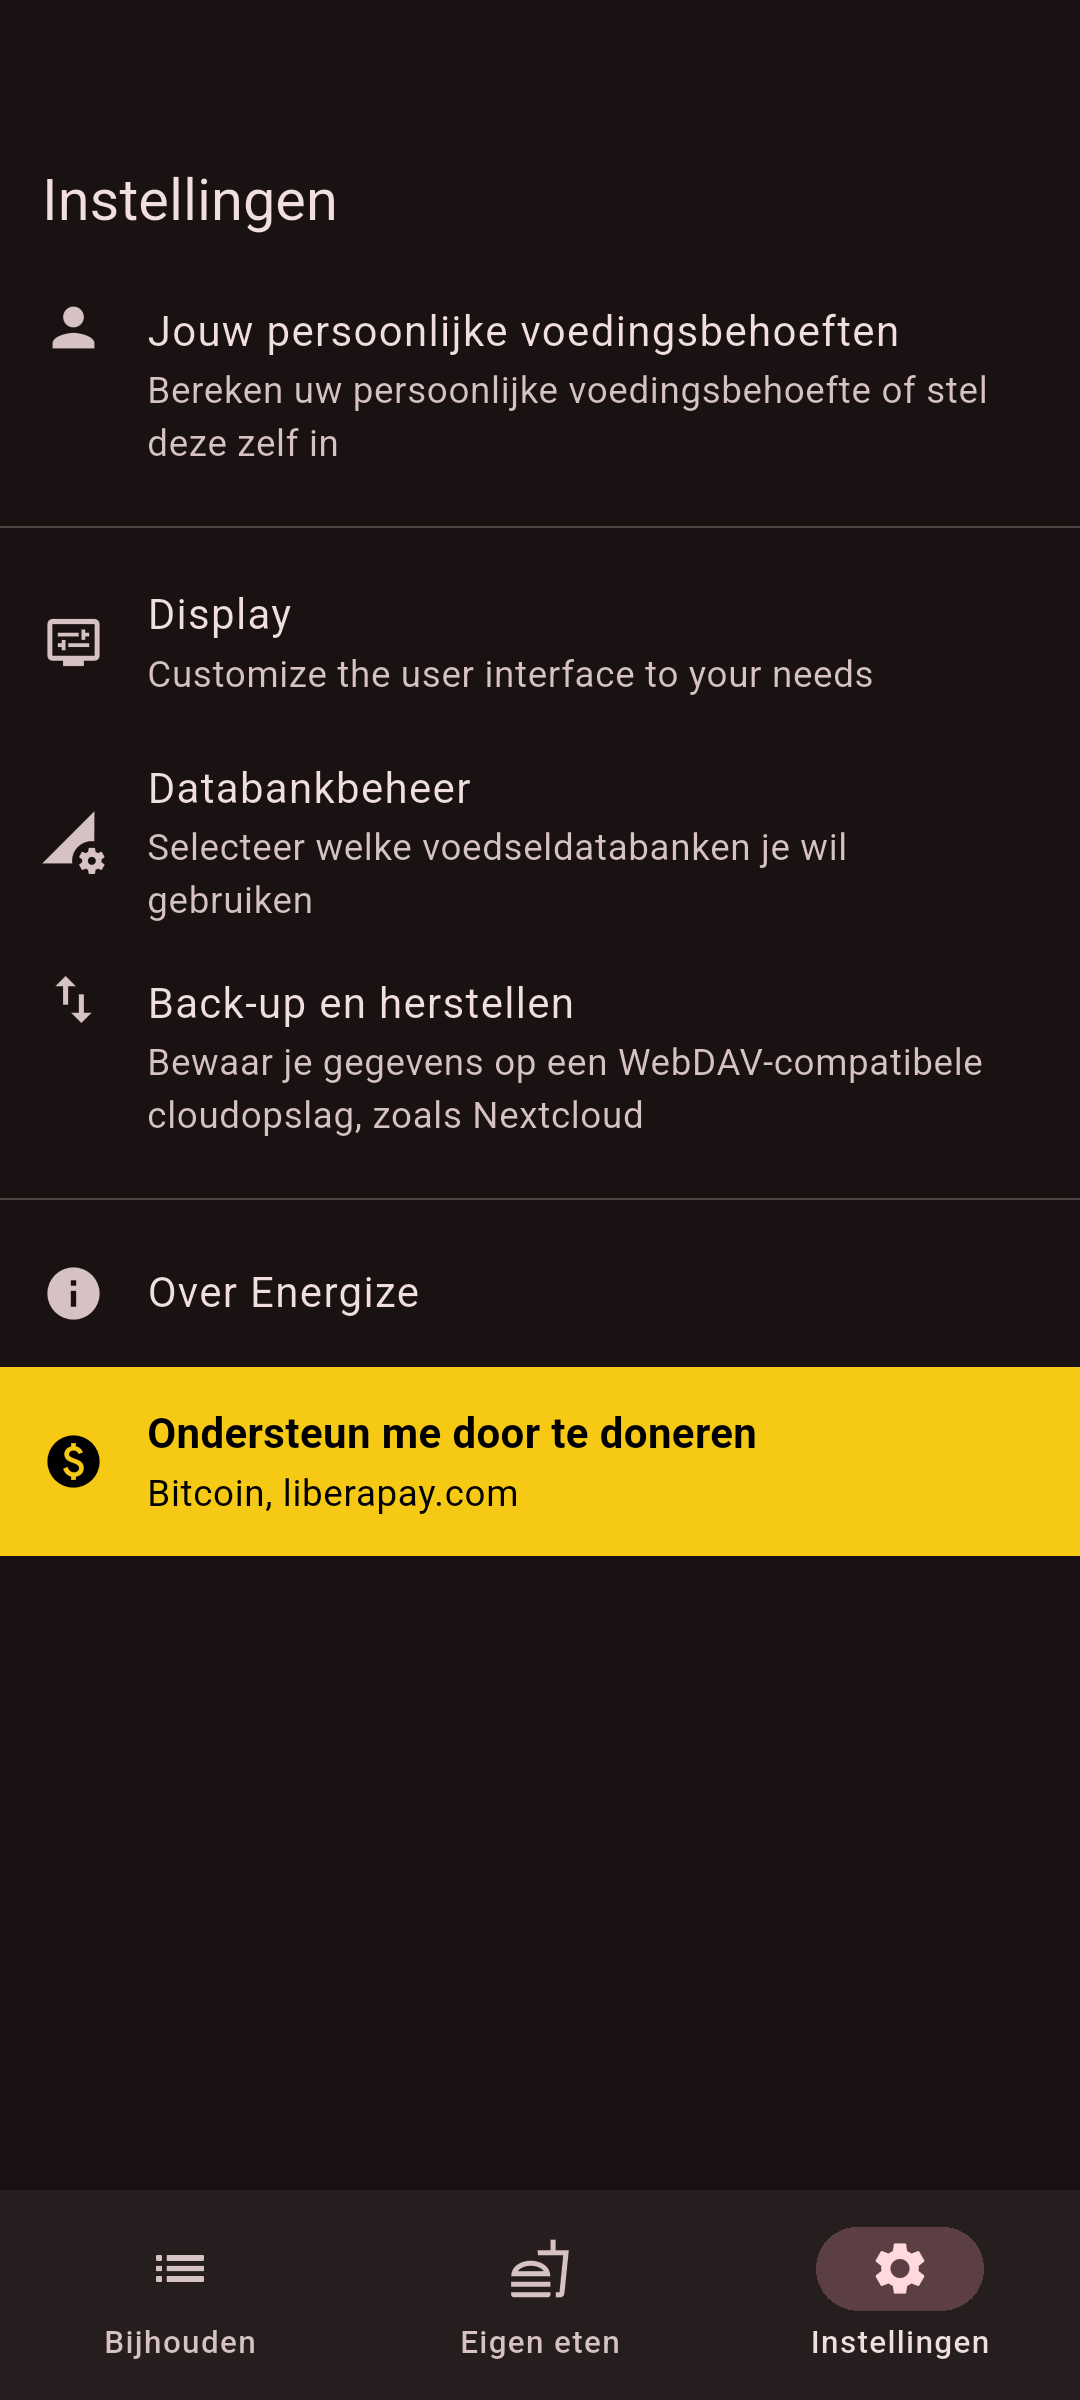 Instellingen
Jouw persoonlijke voedingsbehoeften
Bereken uw persoonlijke voedingsbehoefte of stel
deze zelf in
Display
Customize the user interface to your needs
Databankbeheer
Selecteer welke voedseldatabanken je wil
gebruiken
Back-up en herstellen
Bewaar je gegevens op een WebDAV-compatibele
cloudopslag, zoals Nextcloud
Over Energize
Ondersteun me door te doneren
Bitcoin, liberapay.com
Bijhouden
Eigen eten
Instellingen